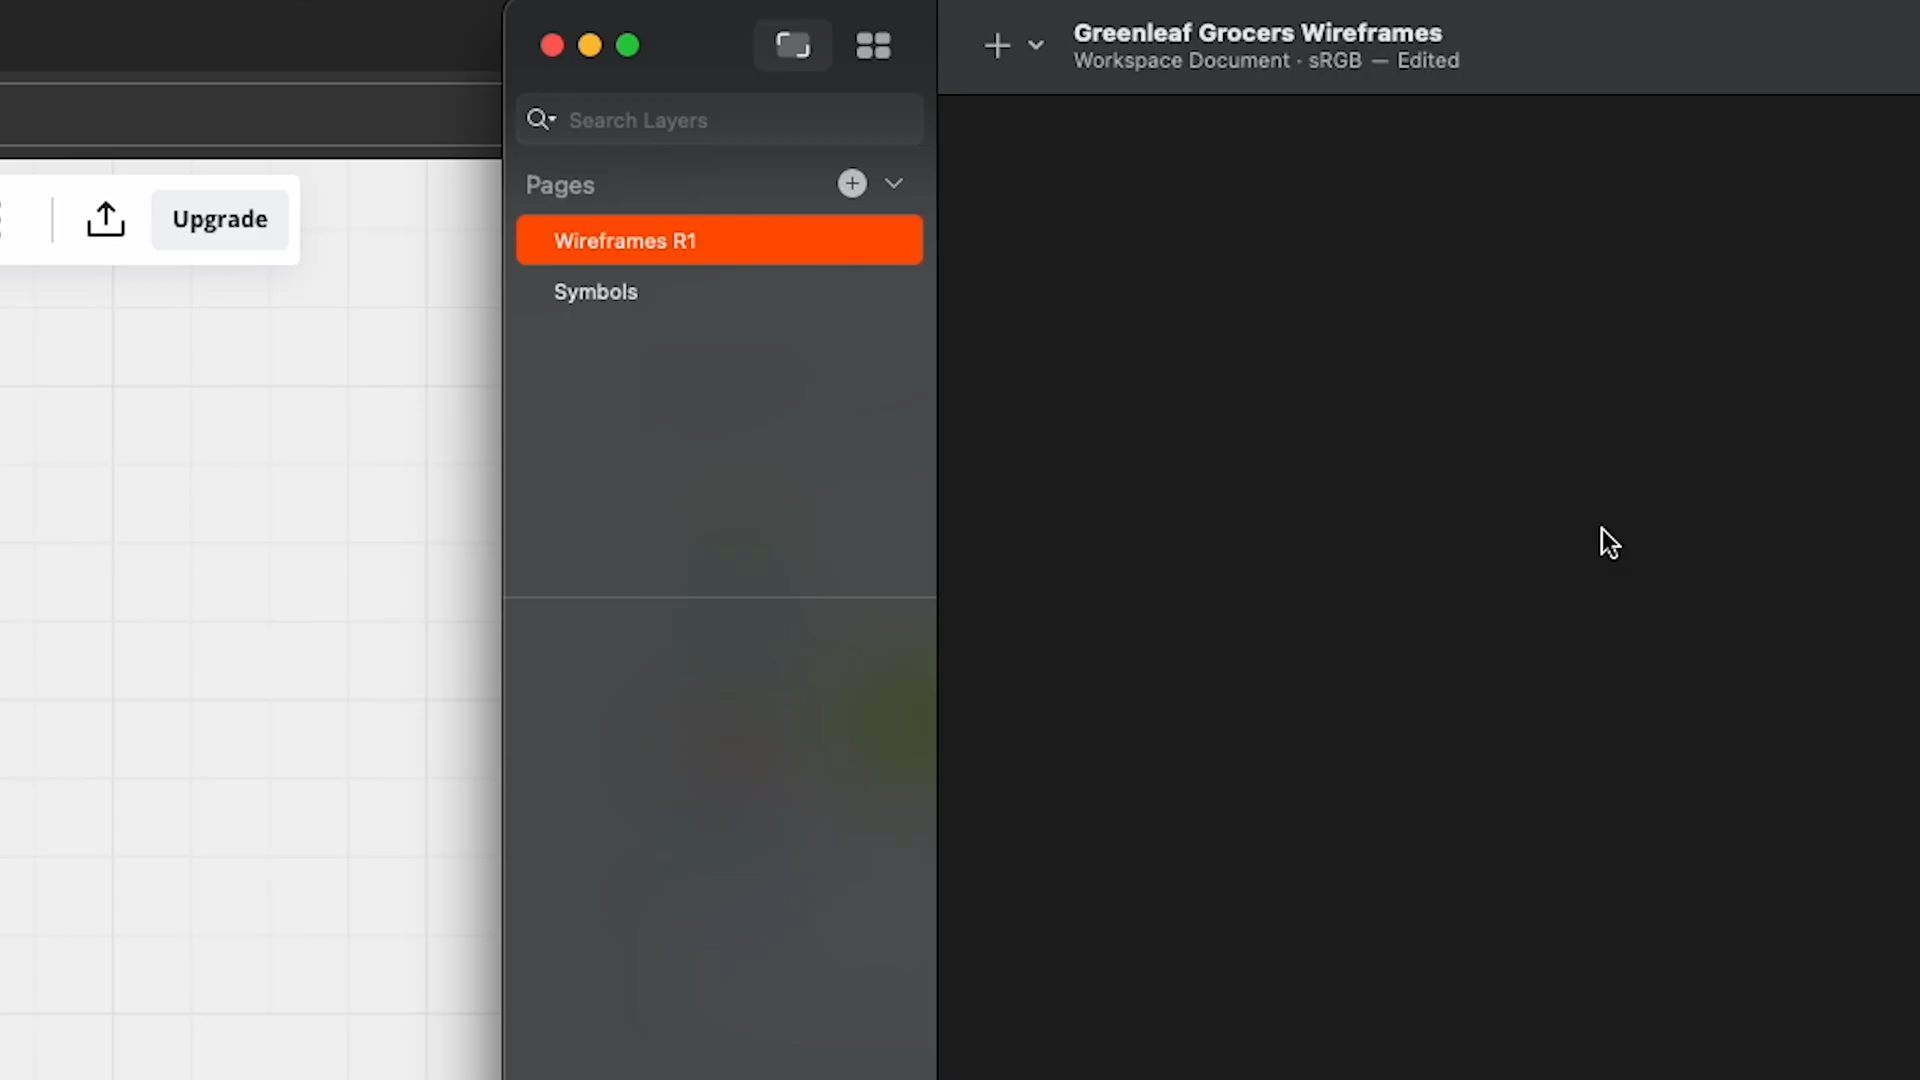 Greenleaf Grocers Wireframes
Workspace Document · sRGB — Edited
Search Layers
Pages
Upgrade
Wireframes R1
Symbols